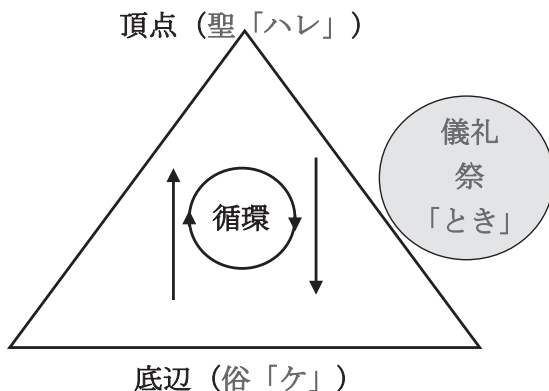 頂点（聖「ハレ」）
儀礼
祭
「とき」
循環
底辺（俗「ケ」）